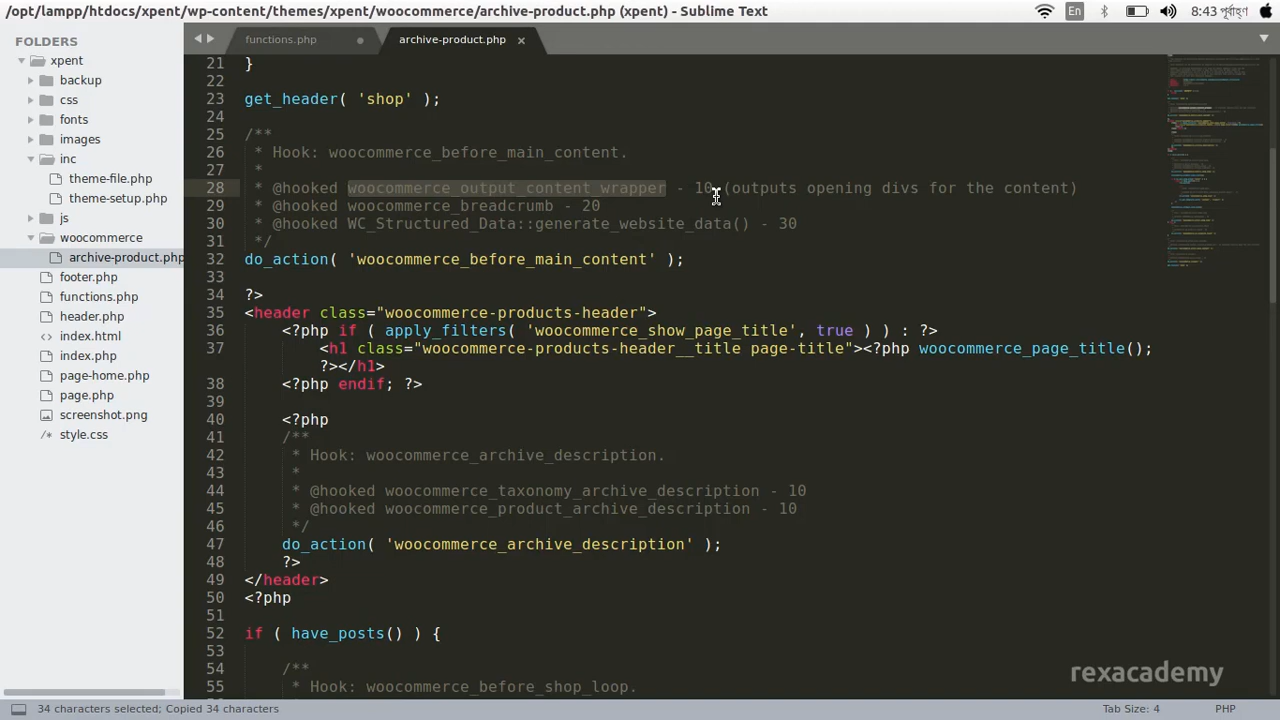 /opt/lampp/htdocs/xpent/wp-content/themes/xpent/woocommerce/archive-product.php (xpent) - Sublime Text
En
8:43 পূর্বাহ্ণ
FOLDERS
xpent
backup
css
fonts
images
inc
theme-file.php
theme-setup.php
js
woocommerce
archive-product.php
footer.php
functions.php
header.php
index.html
index.php
page-home.php
page.php
screenshot.png
style.css
functions.php
archive-product.php
21 }
22
23 get_header( 'shop' );
24
25 /**
26 * Hook: woocommerce_before_main_content.
27 *
28 * @hooked woocommerce_output_content_wrapper - 10 (outputs opening divs for the content)
29 * @hooked woocommerce_breadcrumb - 20
30 * @hooked WC_Structured_Data::generate_website_data() - 30
31 */
32 do_action( 'woocommerce_before_main_content' );
33
34 ?>
35 <header class="woocommerce-products-header">
36 <?php if ( apply_filters( 'woocommerce_show_page_title', true ) ) : ?>
37 <h1 class="woocommerce-products-header__title page-title"><?php woocommerce_page_title();
?></h1>
38 <?php endif; ?>
39
40 <?php
41 /**
42 * Hook: woocommerce_archive_description.
43 *
44 * @hooked woocommerce_taxonomy_archive_description - 10
45 * @hooked woocommerce_product_archive_description - 10
46 */
47 do_action( 'woocommerce_archive_description' );
48 ?>
49 </header>
50 <?php
51
52 if ( have_posts() ) {
53
54 /**
55 * Hook: woocommerce_before_shop_loop.
rexacademy
34 characters selected; Copied 34 characters
Tab Size: 4
PHP